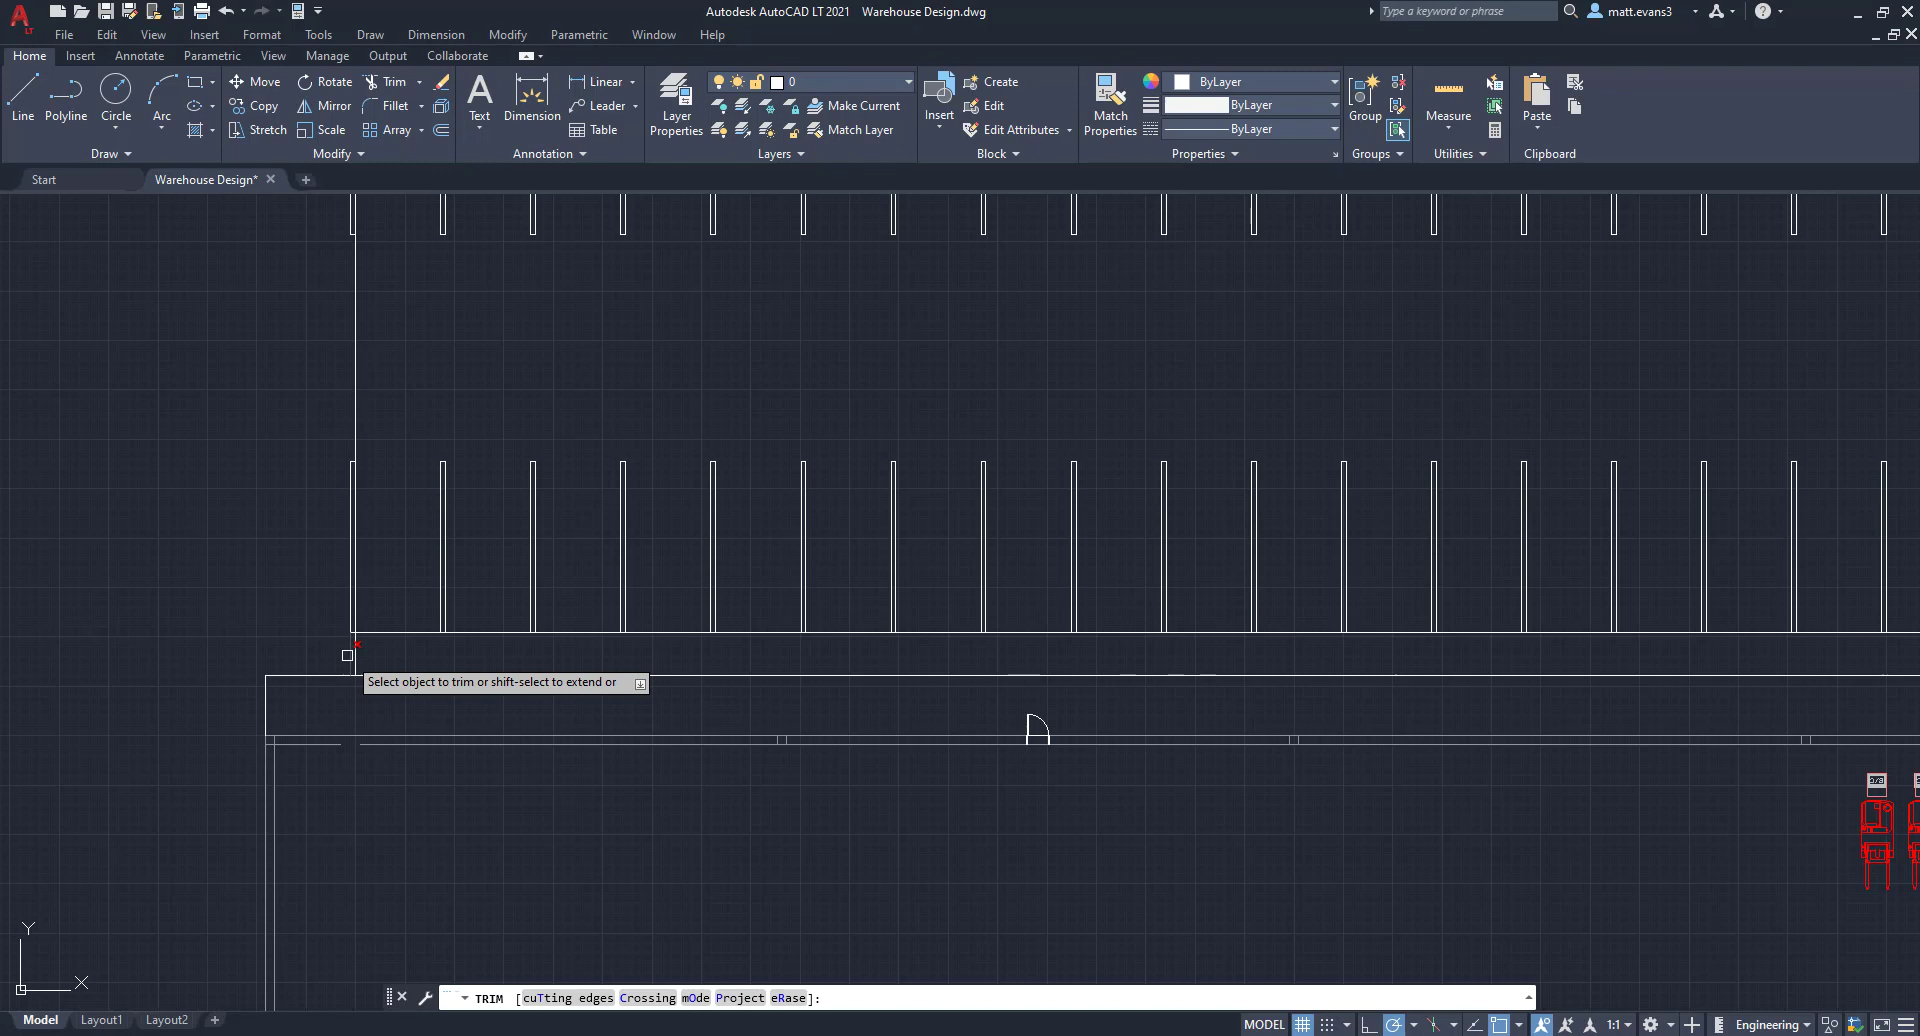 LT
Autodesk AutoCAD LT 2021 Warehouse Design.dwg
Type a keyword or phrase
matt.evans3
File Edit View Insert Format Tools Draw Dimension Modify Parametric Window Help
Home Insert Annotate Parametric View Manage Output Collaborate
Line Polyline Circle Arc
Draw
Move Rotate Trim
Copy Mirror Fillet
Stretch Scale Array
Modify
Text Dimension
Linear
Leader
Table
Annotation
Layer Properties
0
Make Current
Match Layer
Layers
Insert
Create
Edit
Edit Attributes
Block
Match Properties
ByLayer
ByLayer
ByLayer
Properties
Group
Groups
Measure
Utilities
Paste
Clipboard
Start Warehouse Design*
Select object to trim or shift-select to extend or
Y
X
TRIM [cuTting edges Crossing mOde Project eRase]:
Model Layout1 Layout2
MODEL 1:1 Engineering